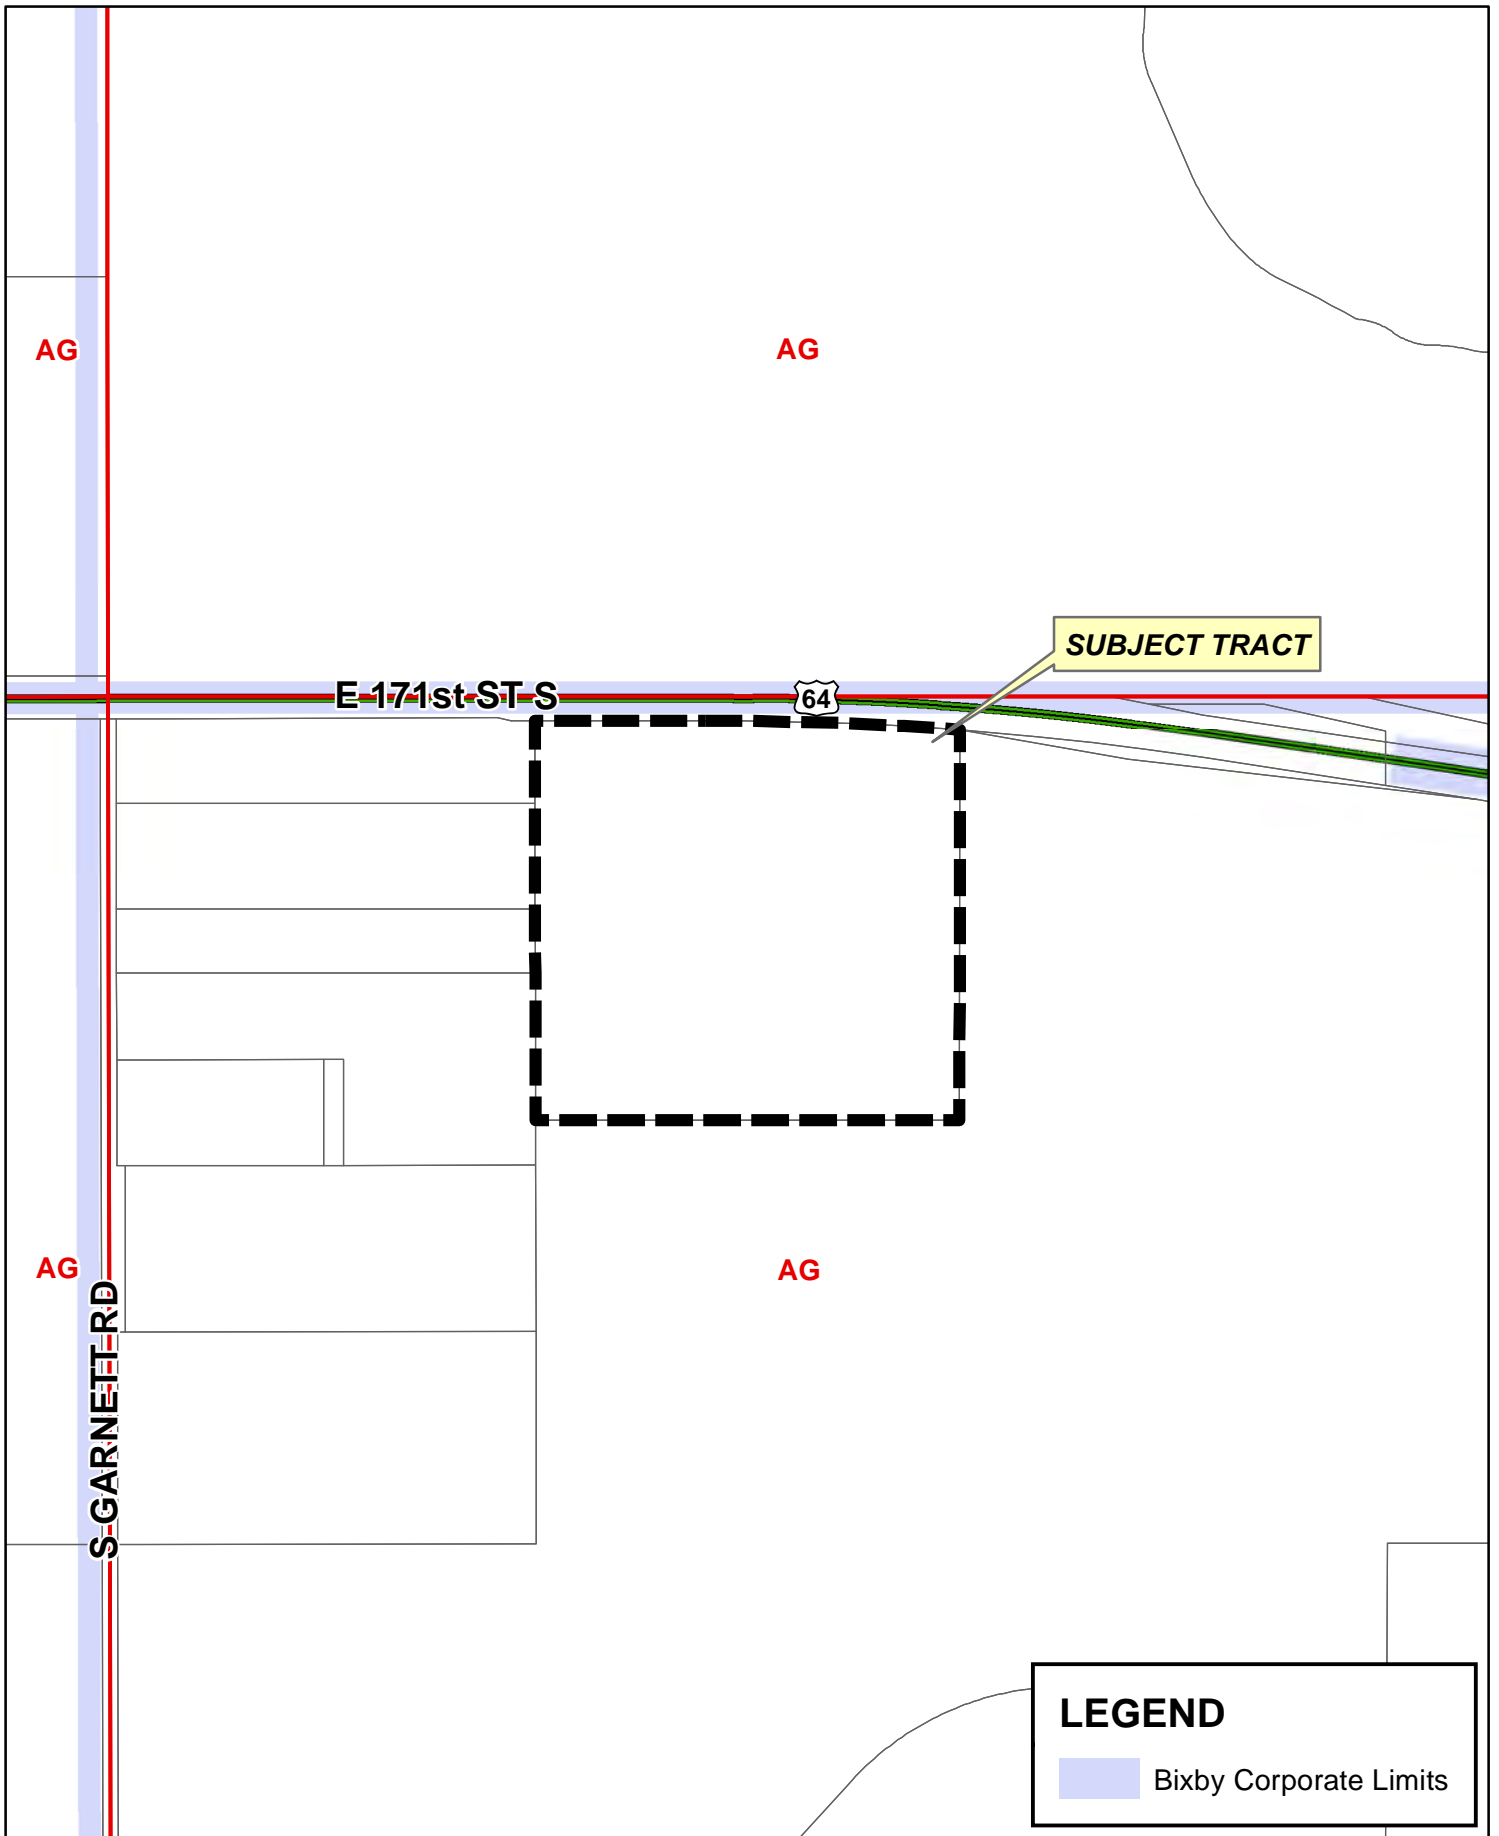 AG
AG
SUBJECT TRACT
E 171st ST S
64
AG
AG
S GARNETT RD
LEGEND
Bixby Corporate Limits